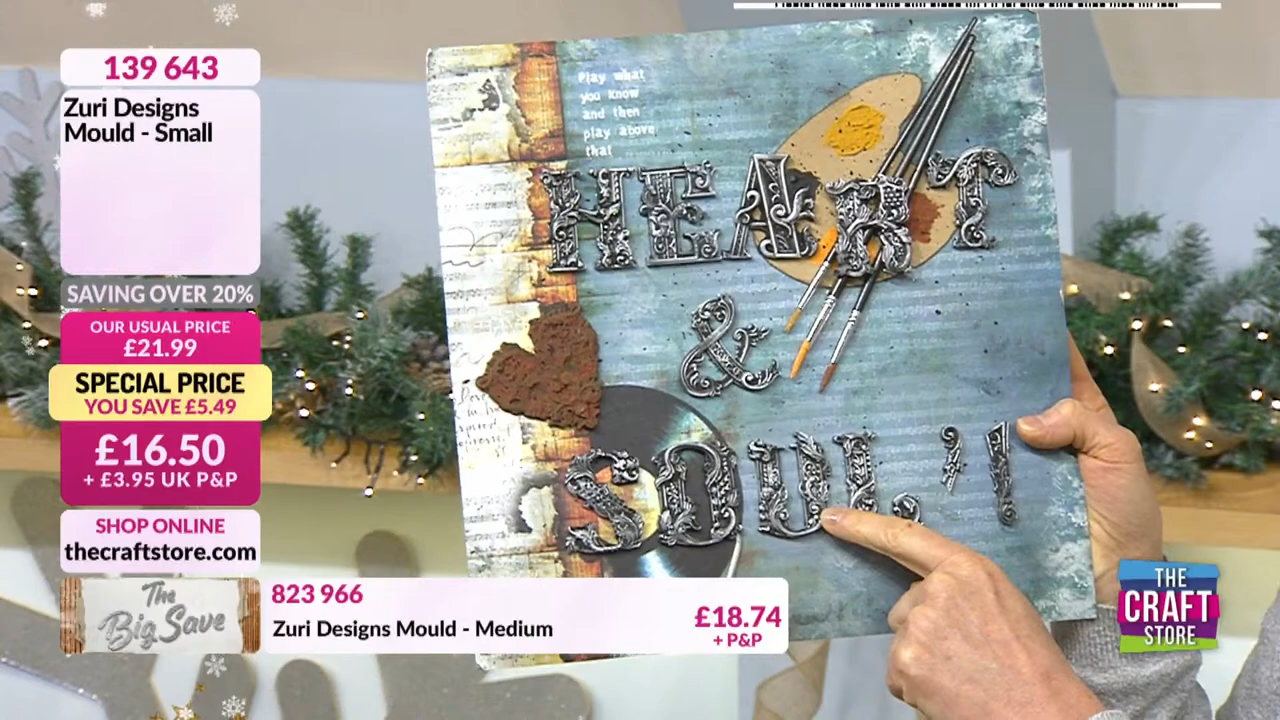 139 643
Zuri Designs
Mould - Small
SAVING OVER 20%
OUR USUAL PRICE
£21.99
SPECIAL PRICE
YOU SAVE £5.49
£16.50
+ £3.95 UK P&P
SHOP ONLINE
thecraftstore.com
The
Big Save
823 966
Zuri Designs Mould - Medium
£18.74
+ P&P
Play what
you know
and then
play above
that
HEART
&
SOUL,'!
THE
CRAFT
STORE